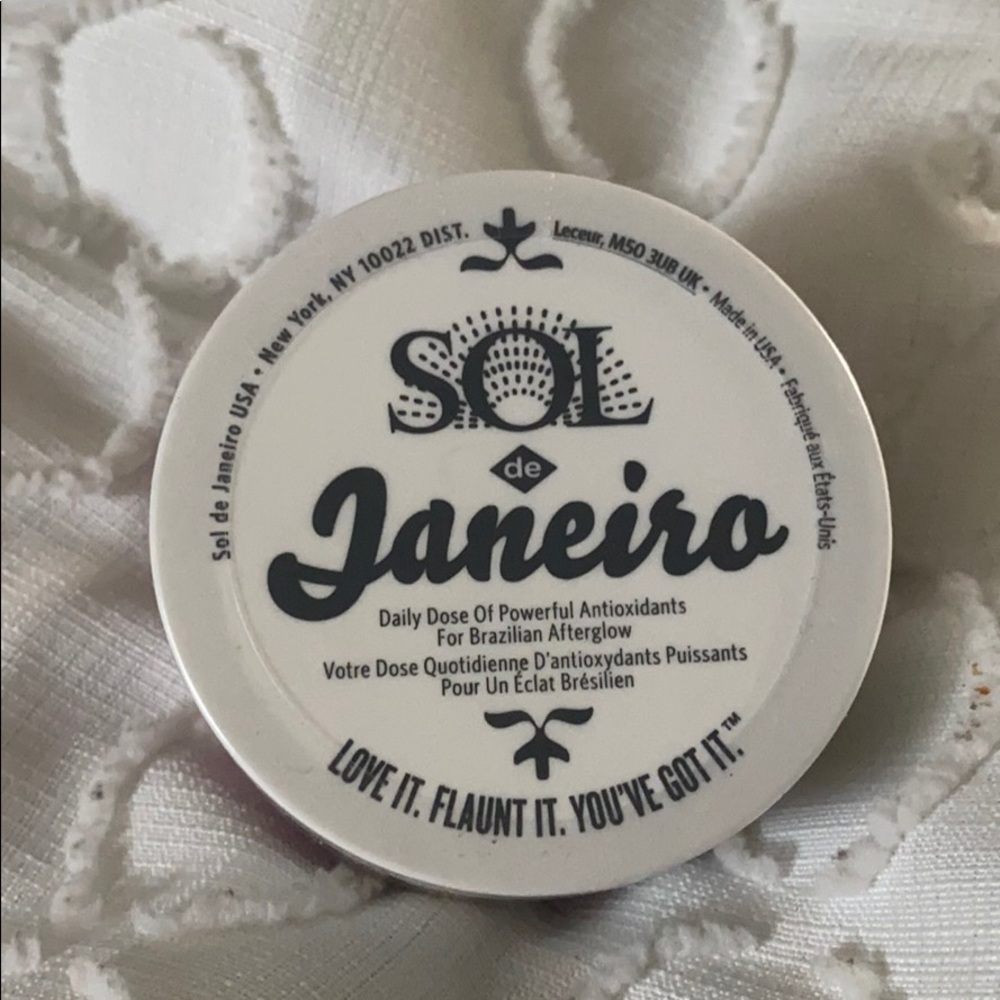 Sol de Janeiro USA • New York, NY 10022 DIST.
Leceur, M50 3UB UK • Made in USA • Fabriqué aux États-Unis
SOL
de
Janeiro
Daily Dose Of Powerful Antioxidants
For Brazilian Afterglow
Votre Dose Quotidienne D'antioxydants Puissants
Pour Un Éclat Brésilien
LOVE IT. FLAUNT IT. YOU'VE GOT IT.™